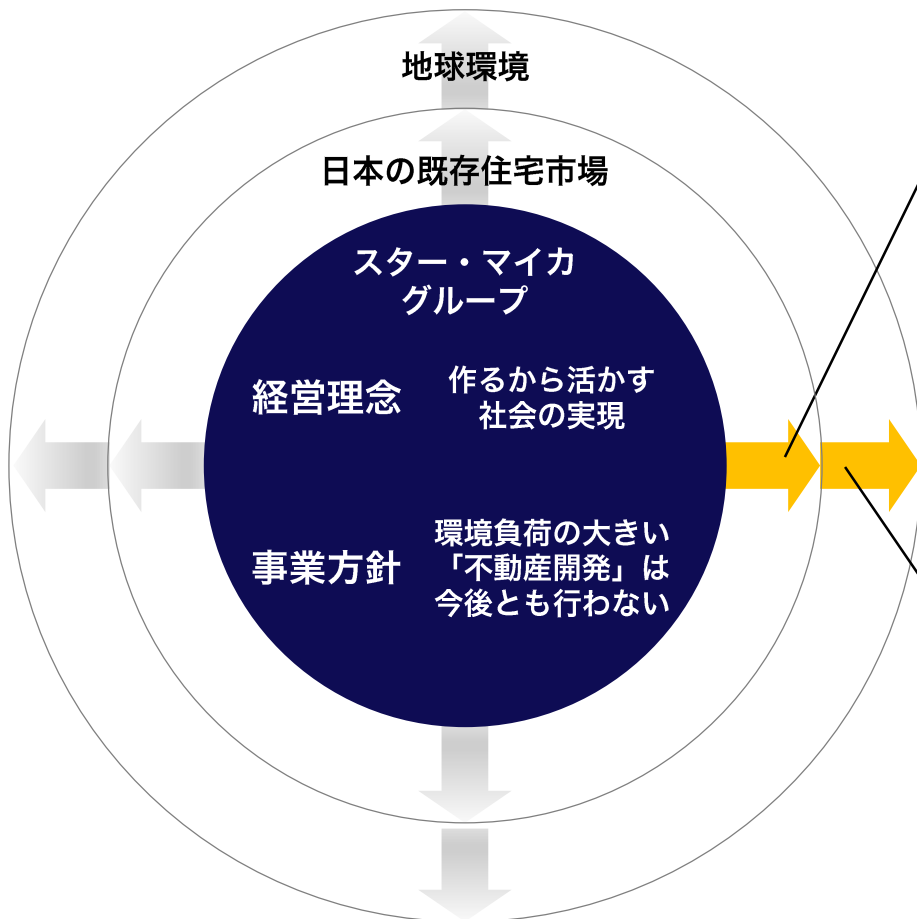 地球環境
日本の既存住宅市場
スター・マイカ
グループ
経営理念
作るから活かす
社会の実現
事業方針
環境負荷の大きい
「不動産開発」は
今後とも行わない